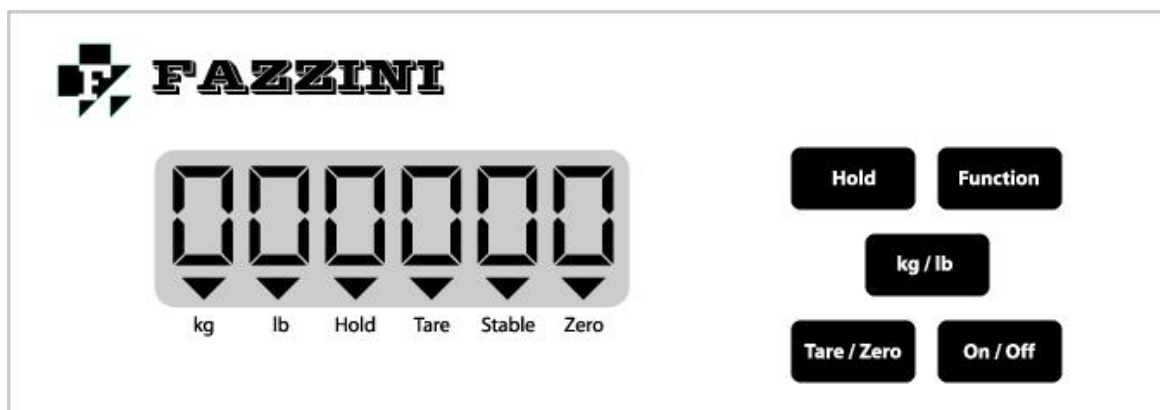 F FAZZINI
000000
kg lb Hold Tare Stable Zero
Hold Function
kg / lb
Tare / Zero On / Off